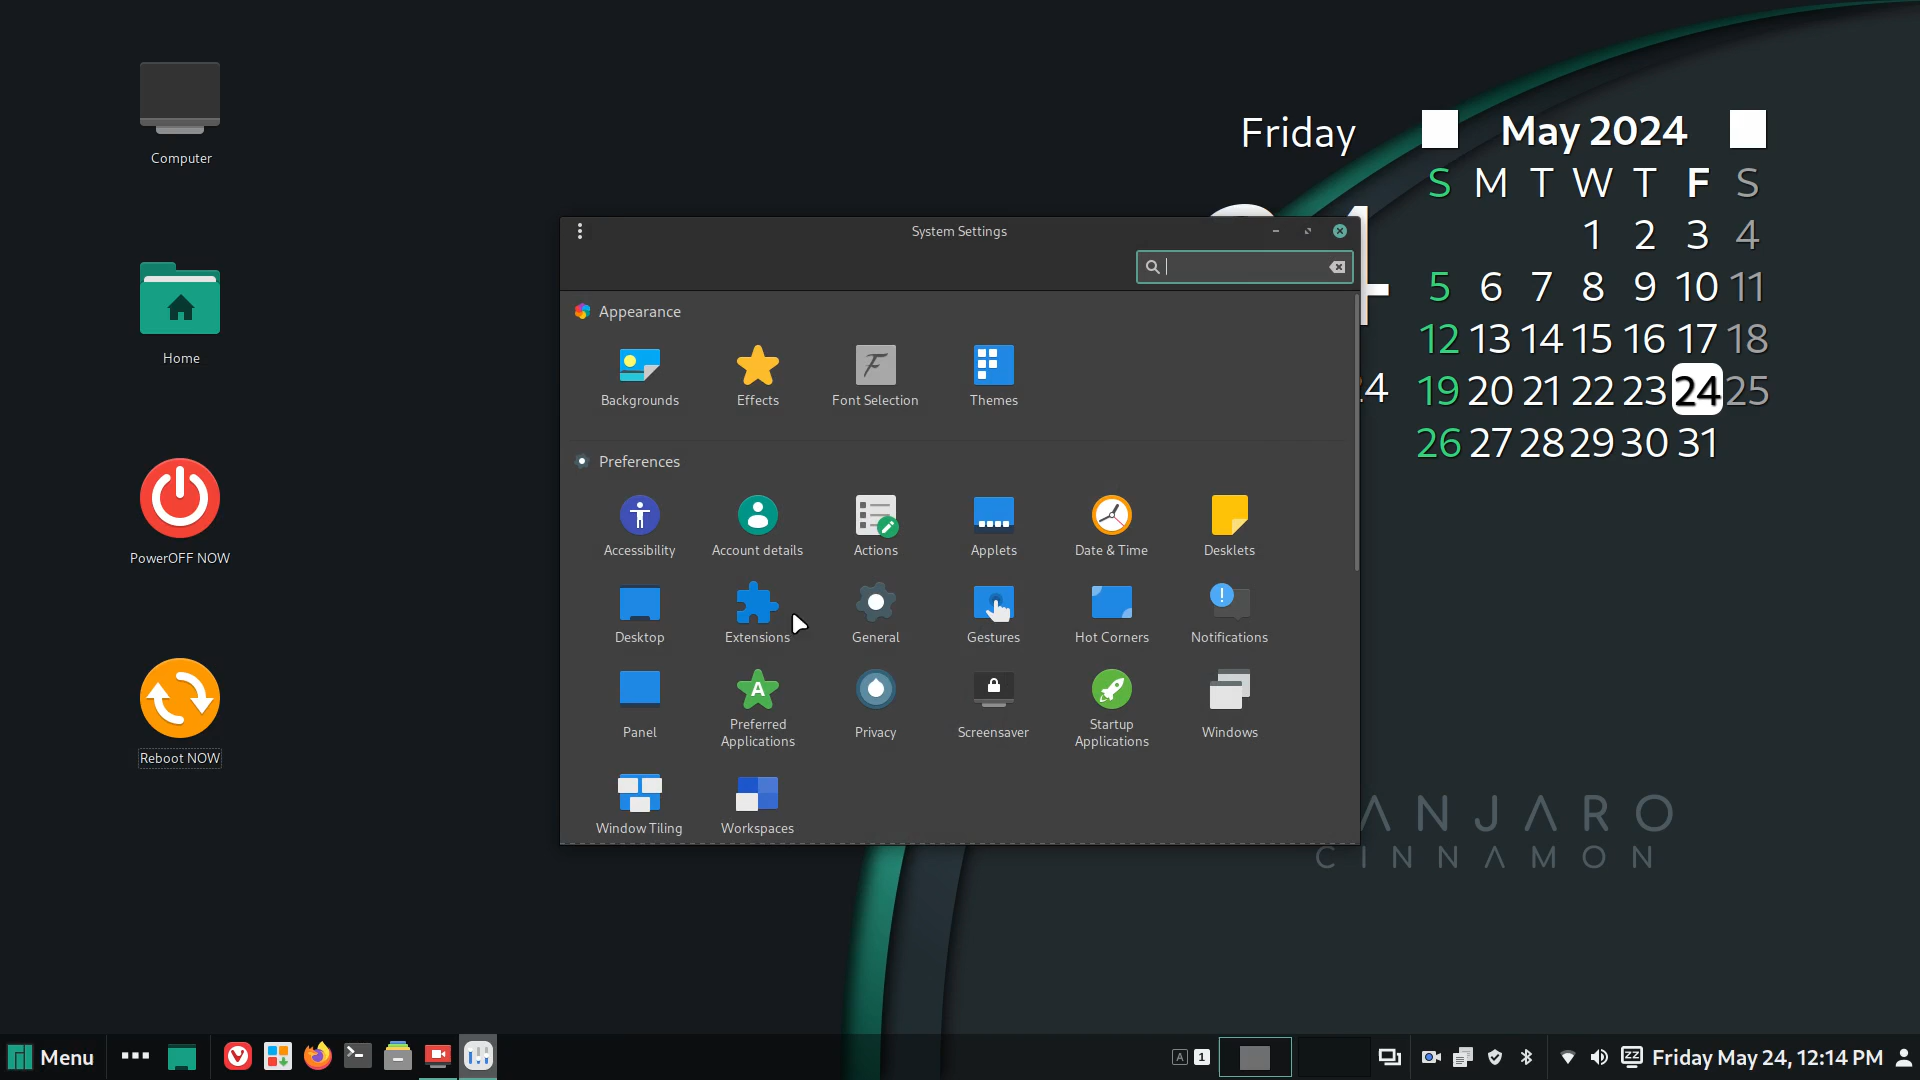 Computer
Home
PowerOFF NOW
Reboot NOW
Friday
May 2024
S M T W T F S
1 2 3 4
5 6 7 8 9 10 11
12 13 14 15 16 17 18
19 20 21 22 23 24 25
26 27 28 29 30 31
System Settings
Appearance
Backgrounds
Effects
Font Selection
Themes
Preferences
Accessibility
Account details
Actions
Applets
Date & Time
Desklets
Desktop
Extensions
General
Gestures
Hot Corners
Notifications
Panel
Preferred
Applications
Privacy
Screensaver
Startup
Applications
Windows
Window Tiling
Workspaces
ANJARO
CINNAMON
Menu
A 1
Friday May 24, 12:14 PM